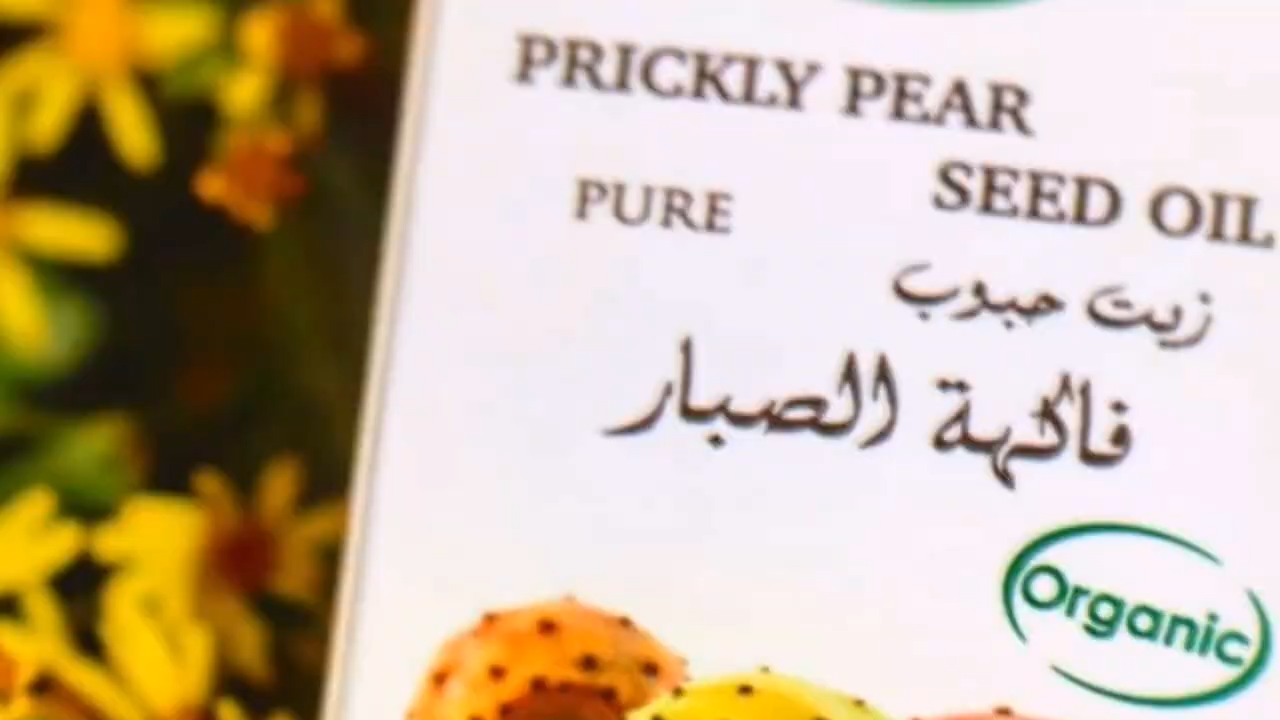 PRICKLY PEAR
SEED OIL
PURE
زيت حبوب
فاكهة الصبار
Organic